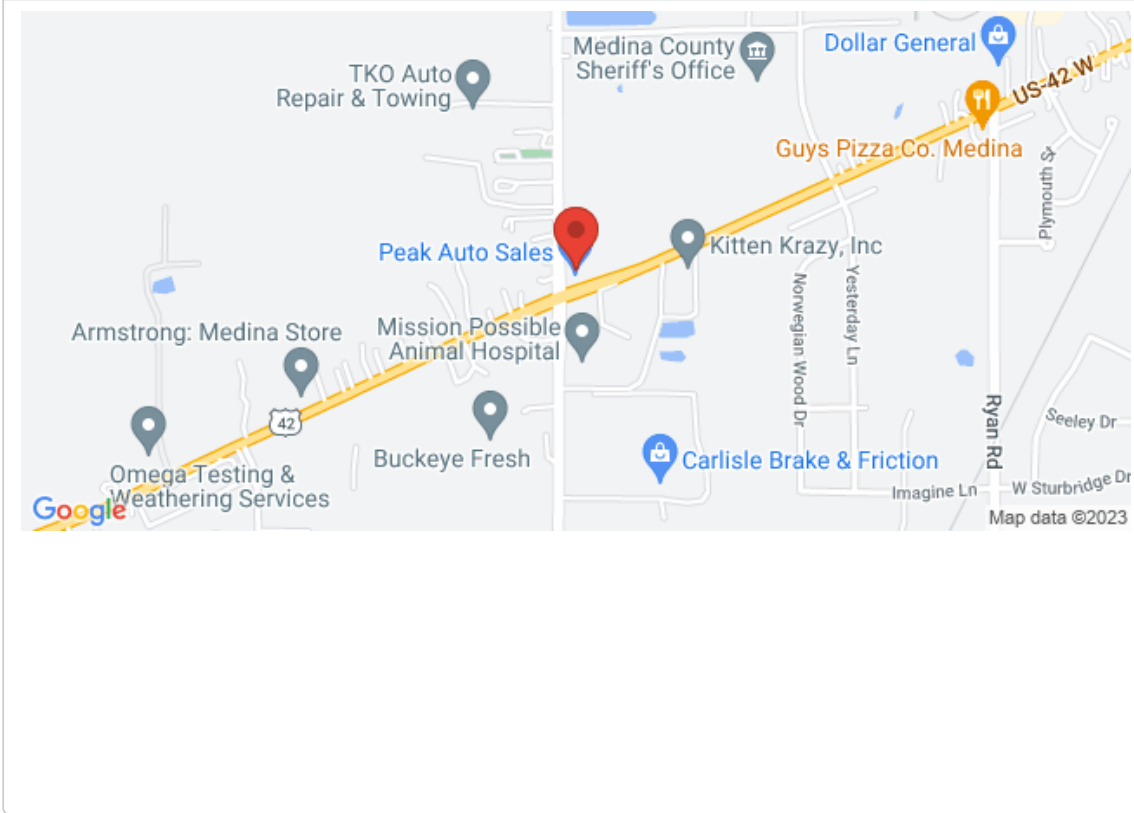 Medina County
Sheriff's Office
Dollar General
TKO Auto
Repair & Towing
US-42 W
Guys Pizza Co. Medina
Plymouth St
Peak Auto Sales
Kitten Krazy, Inc
Norwegian Wood Dr
Yesterday Ln
Armstrong: Medina Store
Mission Possible
Animal Hospital
42
Ryan Rd
Seeley Dr
Buckeye Fresh
Carlisle Brake & Friction
Omega Testing &
Weathering Services
Imagine Ln
W Sturbridge Dr
Google
Map data ©2023